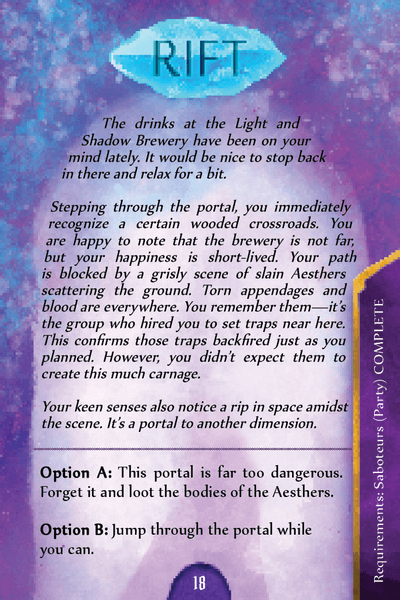 RIFT
The drinks at the Light and
Shadow Brewery have been on your
mind lately. It would be nice to stop back
in there and relax for a bit.
Stepping through the portal, you immediately
recognize a certain wooded crossroads. You
are happy to note that the brewery is not far,
but your happiness is short-lived. Your path
is blocked by a grisly scene of slain Aesthers
scattering the ground. Torn appendages and
blood are everywhere. You remember them—it's
the group who hired you to set traps near here.
This confirms those traps backfired just as you
planned. However, you didn't expect them to
create this much carnage.
Your keen senses also notice a rip in space amidst
the scene. It's a portal to another dimension.
Option A: This portal is far too dangerous.
Forget it and loot the bodies of the Aesthers.
Option B: Jump through the portal while
you can.
Requirements: Saboteurs (Party) COMPLETE
18